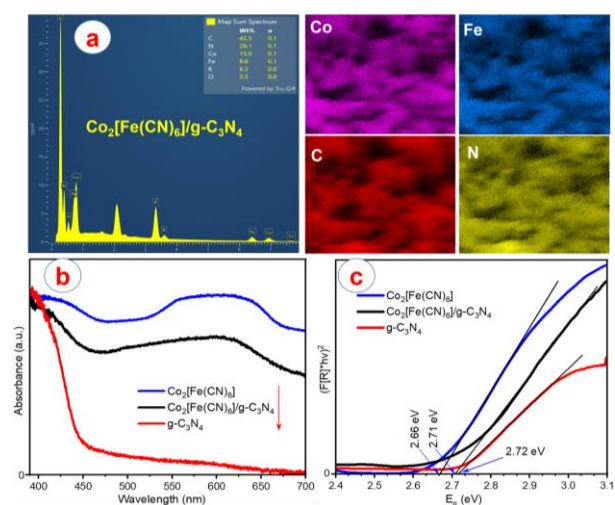 a
Map Sum Spectrum
Wt% σ
C 42.5 0.1
N 26.1 0.1
Co 13.0 0.1
Fe 8.6 0.1
K 6.3 0.0
O 3.5 0.0
Powered by Tru-Q®
Co₂[Fe(CN)₆]/g-C₃N₄
Co
Fe
C
N
b
Absorbance (a.u.)
Co₂[Fe(CN)₆]
Co₂[Fe(CN)₆]/g-C₃N₄
g-C₃N₄
0
400 450 500 550 600 650 700
Wavelength (nm)
c
(F[R]*hν)²
Co₂[Fe(CN)₆]
Co₂[Fe(CN)₆]/g-C₃N₄
g-C₃N₄
2.66 eV
2.71 eV
2.72 eV
0
2.4 2.5 2.6 2.7 2.8 2.9 3.0 3.1